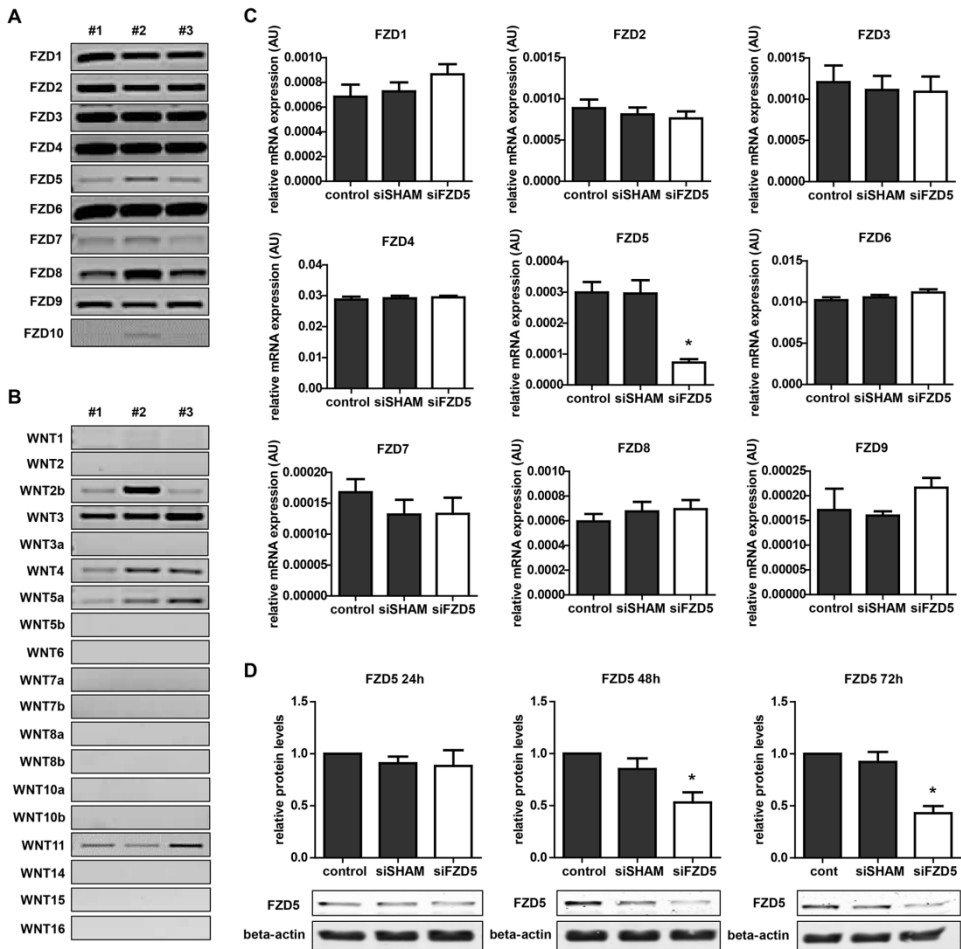 A
#1 #2 #3
FZD1
FZD2
FZD3
FZD4
FZD5
FZD6
FZD7
FZD8
FZD9
FZD10
B
#1 #2 #3
WNT1
WNT2
WNT2b
WNT3
WNT3a
WNT4
WNT5a
WNT5b
WNT6
WNT7a
WNT7b
WNT8a
WNT8b
WNT10a
WNT10b
WNT11
WNT14
WNT15
WNT16
C
FZD1
relative mRNA expression (AU)
0.0010
0.0008
0.0006
0.0004
0.0002
0.0000
control siSHAM siFZD5
FZD2
relative mRNA expression (AU)
0.0015
0.0010
0.0005
0.0000
control siSHAM siFZD5
FZD3
relative mRNA expression (AU)
0.0015
0.0010
0.0005
0.0000
control siSHAM siFZD5
FZD4
relative mRNA expression (AU)
0.04
0.03
0.02
0.01
0.00
control siSHAM siFZD5
FZD5
relative mRNA expression (AU)
0.0004
0.0003
0.0002
0.0001
0.0000
*
control siSHAM siFZD5
FZD6
relative mRNA expression (AU)
0.015
0.010
0.005
0.000
control siSHAM siFZD5
FZD7
relative mRNA expression (AU)
0.00020
0.00015
0.00010
0.00005
0.00000
control siSHAM siFZD5
FZD8
relative mRNA expression (AU)
0.0010
0.0008
0.0006
0.0004
0.0002
0.0000
control siSHAM siFZD5
FZD9
relative mRNA expression (AU)
0.00025
0.00020
0.00015
0.00010
0.00005
0.00000
control siSHAM siFZD5
D
FZD5 24h
relative protein levels
1.5
1.0
0.5
0.0
control siSHAM siFZD5
FZD5
beta-actin
FZD5 48h
relative protein levels
1.5
1.0
0.5
0.0
*
control siSHAM siFZD5
FZD5
beta-actin
FZD5 72h
relative protein levels
1.5
1.0
0.5
0.0
*
cont siSHAM siFZD5
FZD5
beta-actin